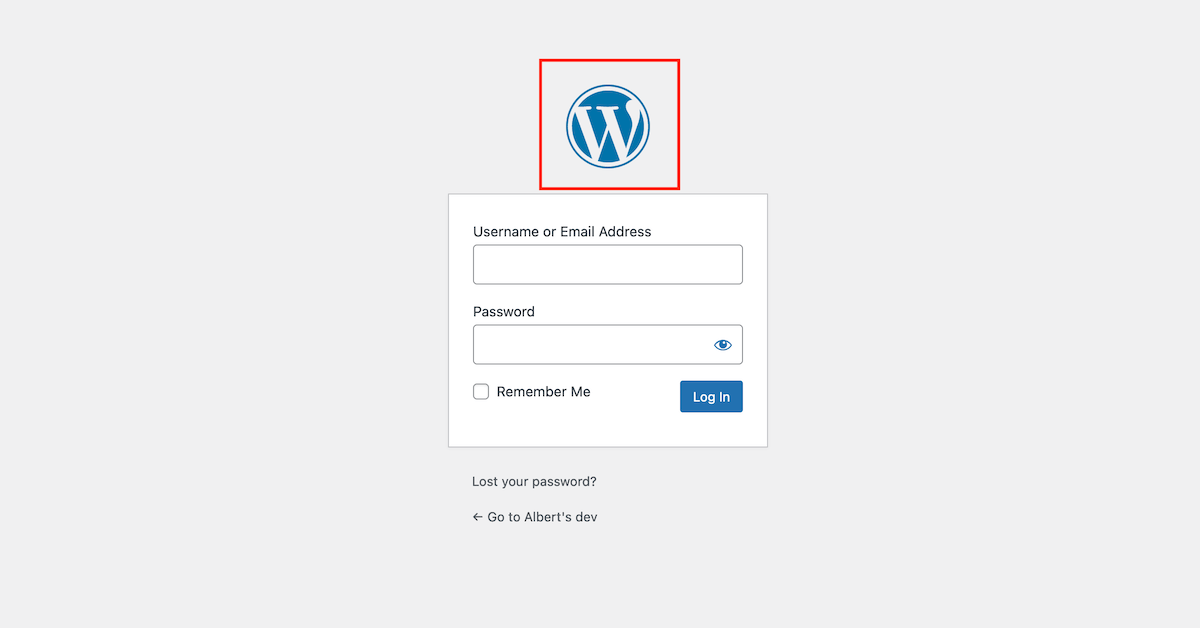 W
Username or Email Address
Password
Remember Me
Log In
Lost your password?
← Go to Albert's dev